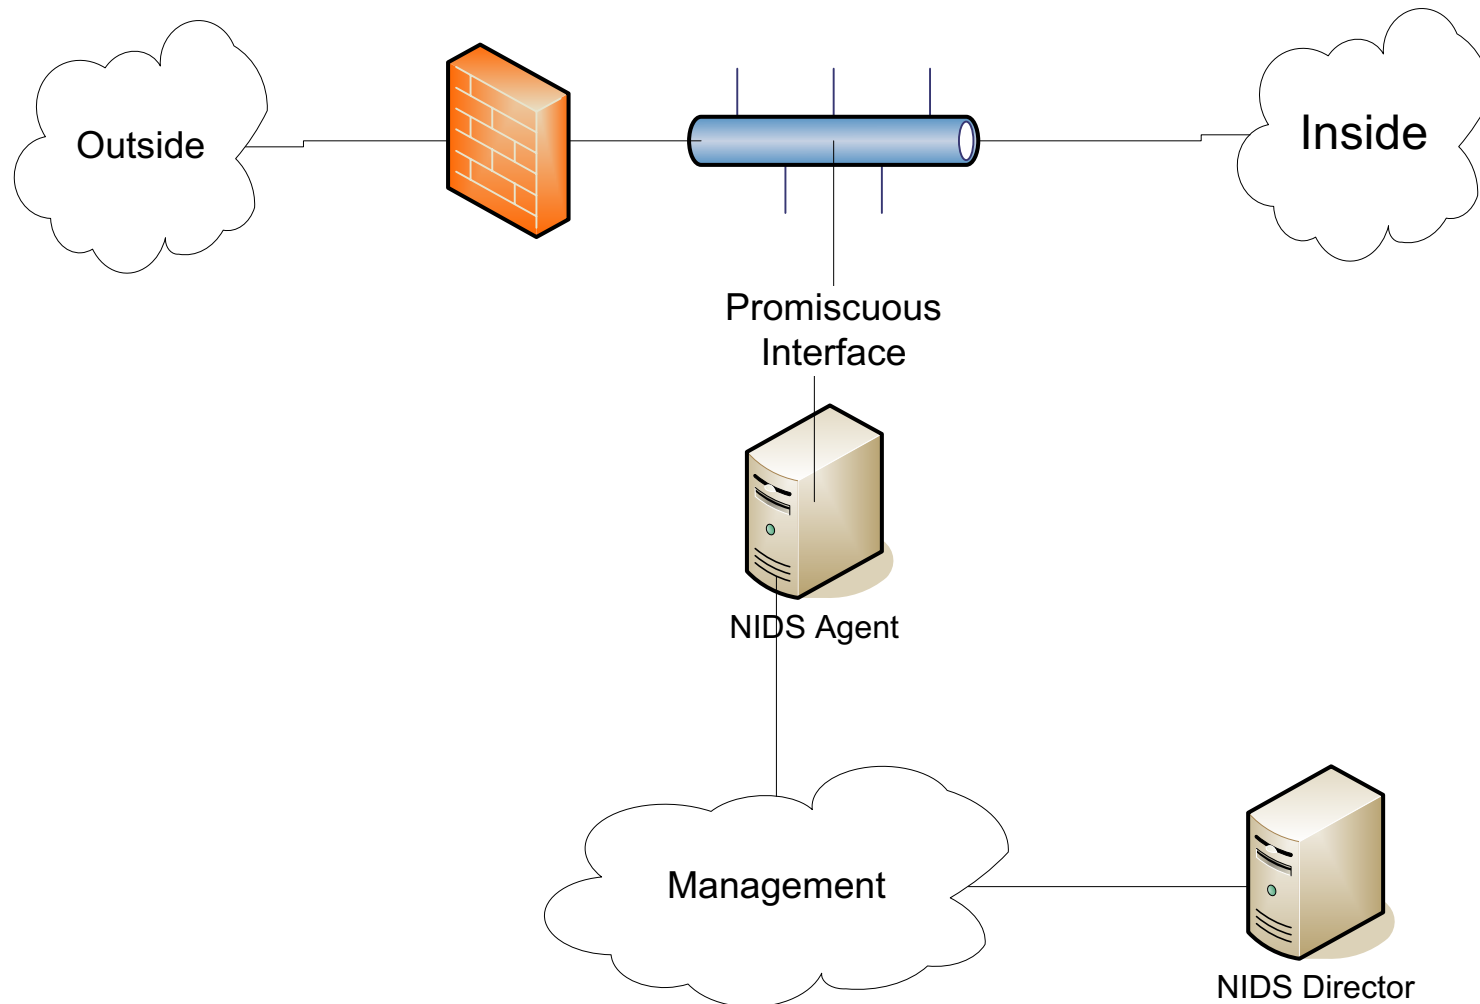 Outside
Inside
Promiscuous
Interface
NIDS Agent
Management
NIDS Director